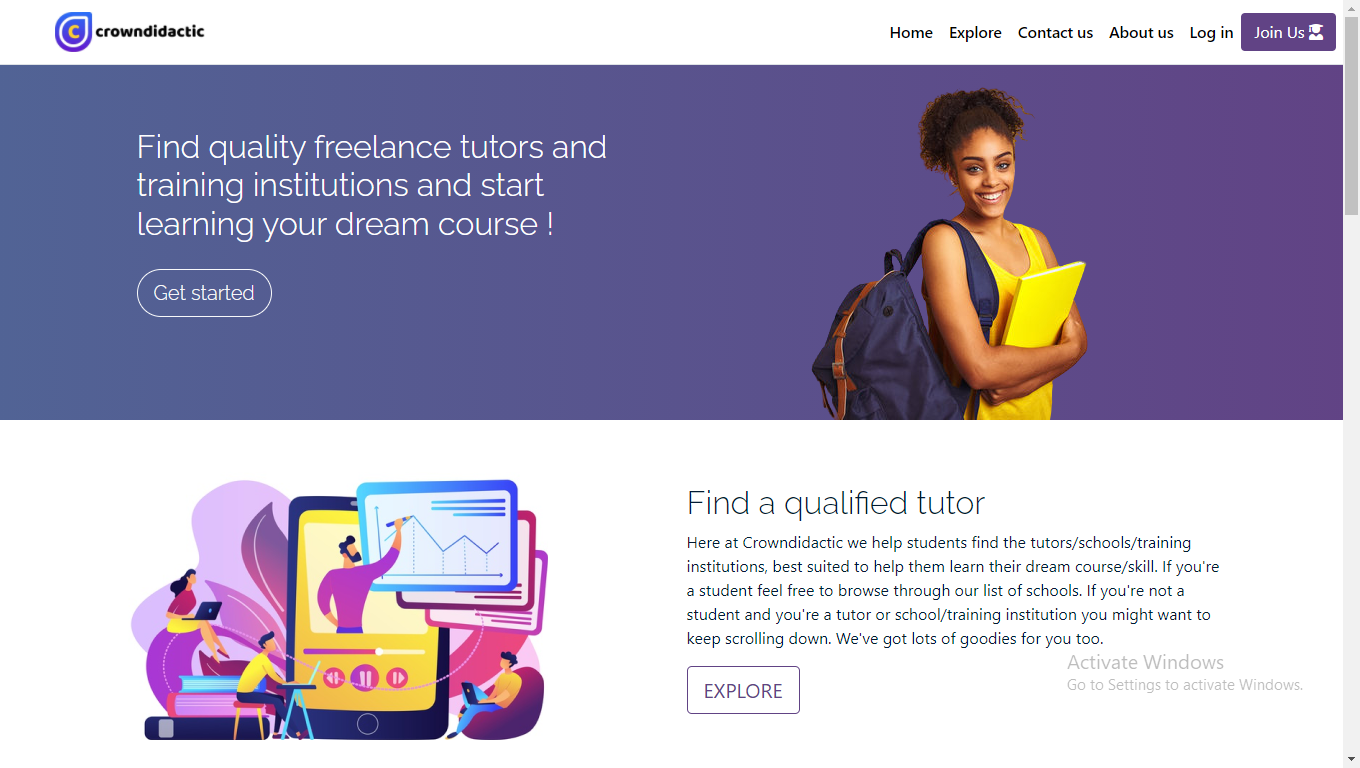 crowndidactic
Home Explore Contact us About us Log in Join Us
Find quality freelance tutors and
training institutions and start
learning your dream course !
Get started
Find a qualified tutor
Here at Crowndidactic we help students find the tutors/schools/training
institutions, best suited to help them learn their dream course/skill. If you're
a student feel free to browse through our list of schools. If you're not a
student and you're a tutor or school/training institution you might want to
keep scrolling down. We've got lots of goodies for you too.
EXPLORE
Activate Windows
Go to Settings to activate Windows.